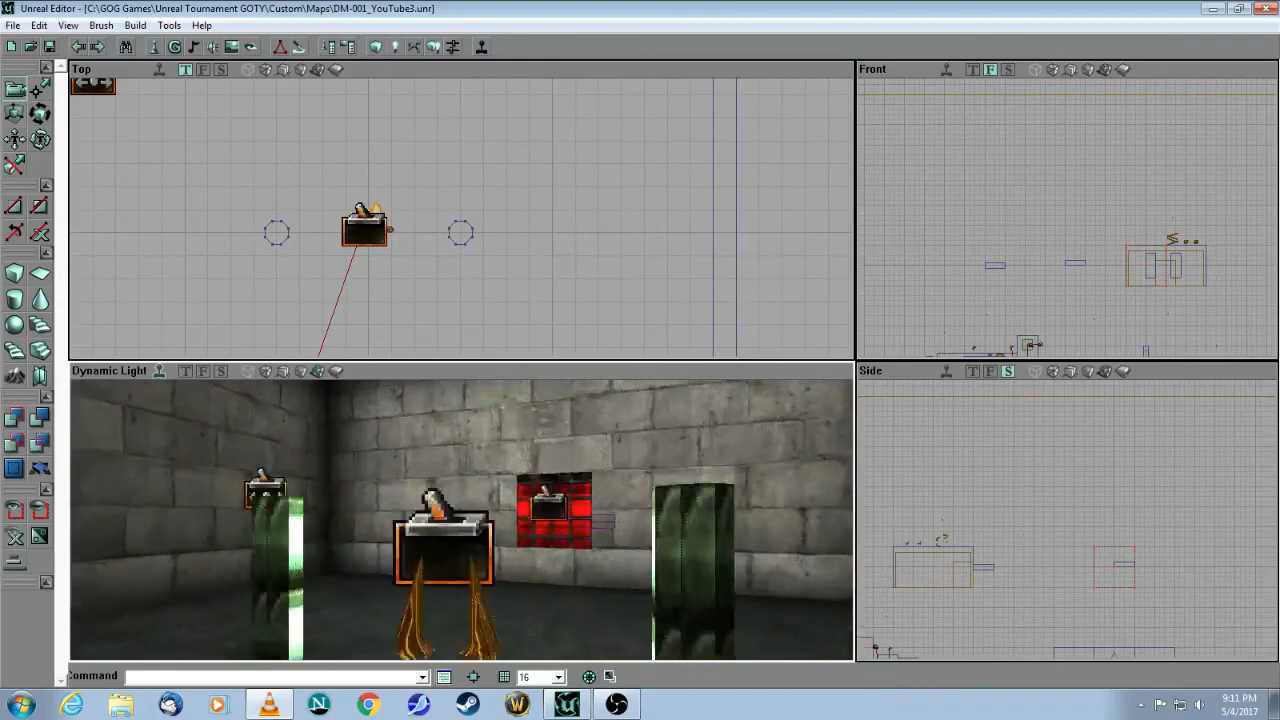 Unreal Editor - [C:\GOG Games\Unreal Tournament GOTY\Custom\Maps\DM-001_YouTube3.unr]
File Edit View Brush Build Tools Help
Top T F S
Front T F S
Dynamic Light T F S
Side T F S
Command 16
9:11 PM
5/4/2017